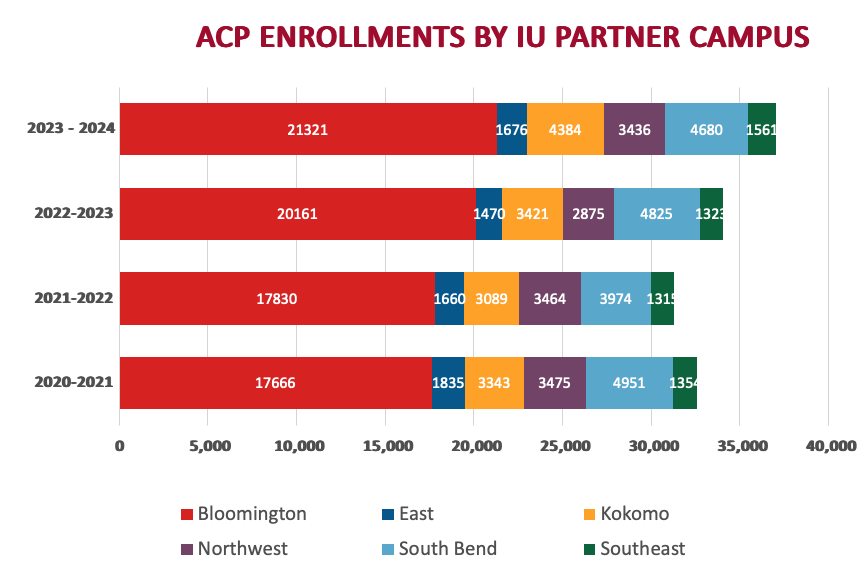 ACP ENROLLMENTS BY IU PARTNER CAMPUS
2023 - 2024 21321 1676 4384 3436 4680 1561
2022-2023 20161 1470 3421 2875 4825 1323
2021-2022 17830 1660 3089 3464 3974 1315
2020-2021 17666 1835 3343 3475 4951 1354
0 5,000 10,000 15,000 20,000 25,000 30,000 35,000 40,000
Bloomington East Kokomo
Northwest South Bend Southeast